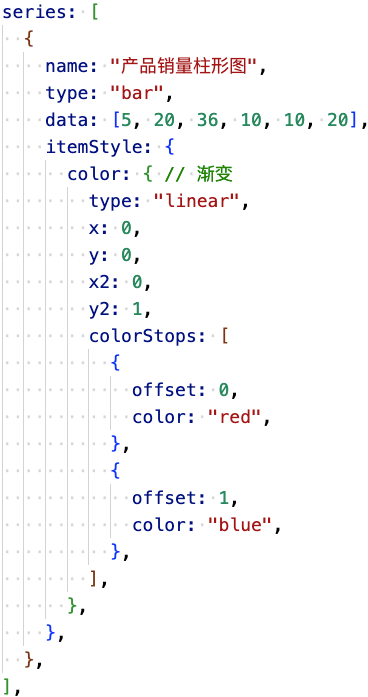 series: [
  {
    name: "产品销量柱形图",
    type: "bar",
    data: [5, 20, 36, 10, 10, 20],
    itemStyle: {
      color: { // 渐变
        type: "linear",
        x: 0,
        y: 0,
        x2: 0,
        y2: 1,
        colorStops: [
          {
            offset: 0,
            color: "red",
          },
          {
            offset: 1,
            color: "blue",
          },
        ],
      },
    },
  },
],